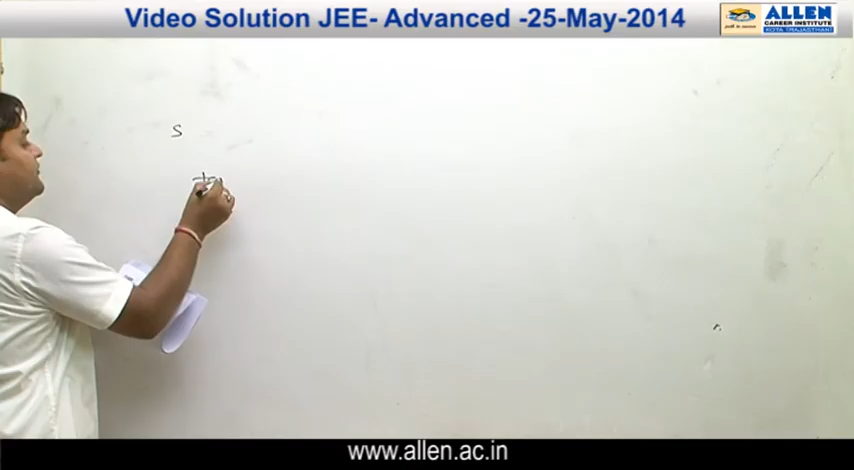 Video Solution JEE- Advanced -25-May-2014
ALLEN
CAREER INSTITUTE
KOTA (RAJASTHAN)
S
www.allen.ac.in